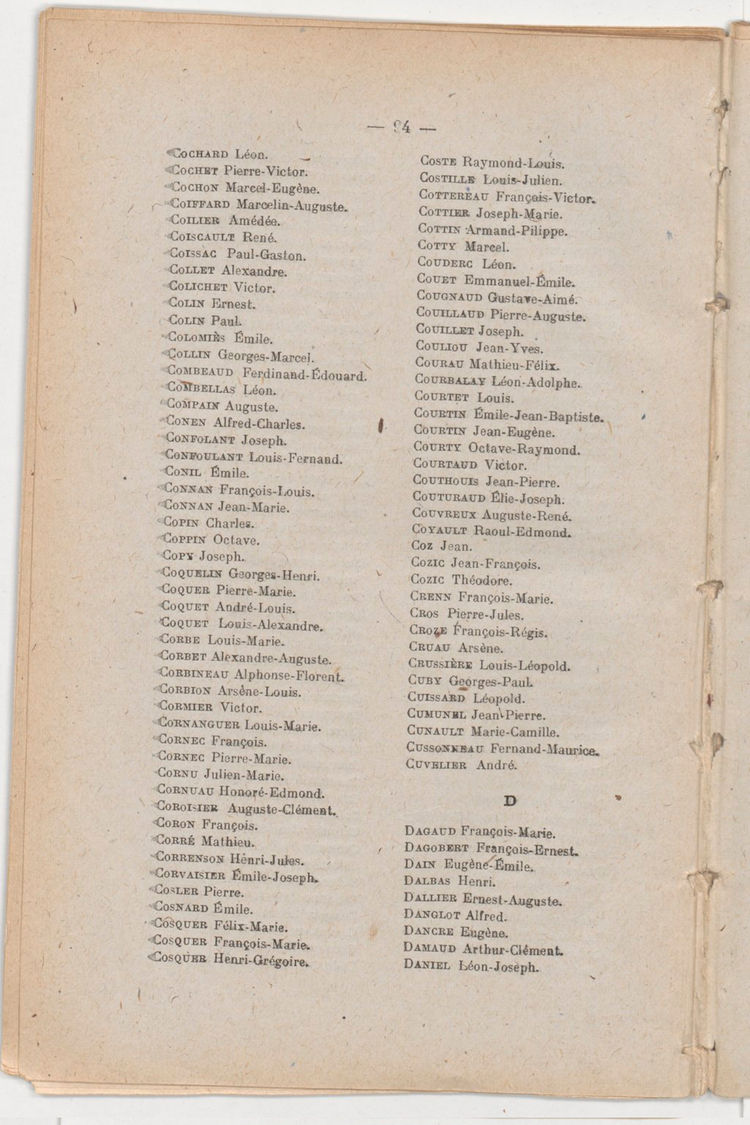 — 94 —
COCHARD Léon.
COCHET Pierre-Victor.
COCHON Marcel-Eugène.
COIFFARD Marcelin-Auguste.
COILIER Amédée.
COISCAULT René.
COISSAC Paul-Gaston.
COLLET Alexandre.
COLICHET Victor.
COLIN Ernest.
COLIN Paul.
COLOMIÈS Émile.
COLLIN Georges-Marcel.
COMBEAUD Ferdinand-Édouard.
COMBELLAS Léon.
COMPAIN Auguste.
CONEN Alfred-Charles.
CONFOLANT Joseph.
CONFOULANT Louis-Fernand.
CONIL Émile.
CONNAN François-Louis.
CONNAN Jean-Marie.
COPIN Charles.
COPPIN Octave.
COPY Joseph.
COQUELIN Georges-Henri.
COQUER Pierre-Marie.
COQUET André-Louis.
COQUET Louis-Alexandre.
CORBE Louis-Marie.
CORBET Alexandre-Auguste.
CORBINEAU Alphonse-Florent.
CORBION Arsène-Louis.
CORMIER Victor.
CORNANGUER Louis-Marie.
CORNEC François.
CORNEC Pierre-Marie.
CORNU Julien-Marie.
CORNUAU Honoré-Edmond.
COROISIER Auguste-Clément.
CORON François.
CORRÉ Mathieu.
CORRENSON Henri-Jules.
CORVAISIER Émile-Joseph.
COSLER Pierre.
COSNARD Émile.
COSQUER Félix-Marie.
COSQUER François-Marie.
COSQUER Henri-Grégoire.
COSTE Raymond-Louis.
COSTILLE Louis-Julien.
COTTEREAU François-Victor.
COTTIER Joseph-Marie.
COTTIN Armand-Pilippe.
COTTY Marcel.
COUDERC Léon.
COUET Emmanuel-Émile.
COUGNAUD Gustave-Aimé.
COUILLAUD Pierre-Auguste.
COUILLET Joseph.
COULIOU Jean-Yves.
COURAU Mathieu-Félix.
COURBALAY Léon-Adolphe.
COURTET Louis.
COURTIN Émile-Jean-Baptiste.
COURTIN Jean-Eugène.
COURTY Octave-Raymond.
COURTAUD Victor.
COUTHOUIS Jean-Pierre.
COUTURAUD Élie-Joseph.
COUVREUX Auguste-René.
COYAULT Raoul-Edmond.
COZ Jean.
COZIC Jean-François.
COZIC Théodore.
CRENN François-Marie.
CROS Pierre-Jules.
CROZE François-Régis.
CRUAU Arsène.
CRUSSIÈRE Louis-Léopold.
CUBY Georges-Paul.
CUISSARD Léopold.
CUMUNEL Jean-Pierre.
CUNAULT Marie-Camille.
CUSSONNEAU Fernand-Maurice.
CUVELIER André.
D
DAGAUD François-Marie.
DAGOBERT François-Ernest.
DAIN Eugène-Émile.
DALBAS Henri.
DALLIER Ernest-Auguste.
DANGLOT Alfred.
DANCRE Eugène.
DAMAUD Arthur-Clément.
DANIEL Léon-Joseph.